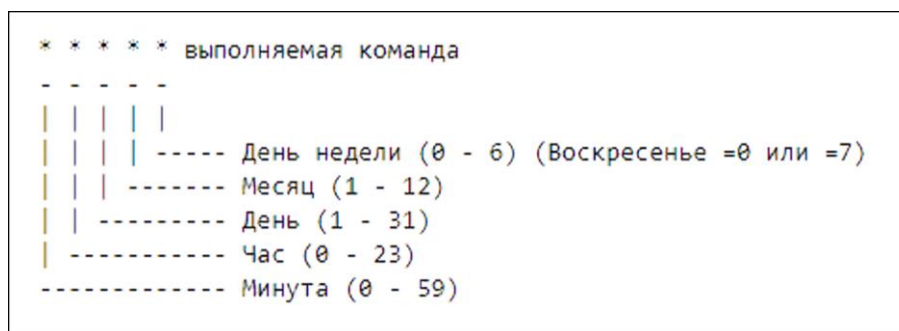 * * * * * выполняемая команда
- - - - -
| | | | |
| | | | ----- День недели (0 - 6) (Воскресенье =0 или =7)
| | | ------- Месяц (1 - 12)
| | --------- День (1 - 31)
| ----------- Час (0 - 23)
------------- Минута (0 - 59)